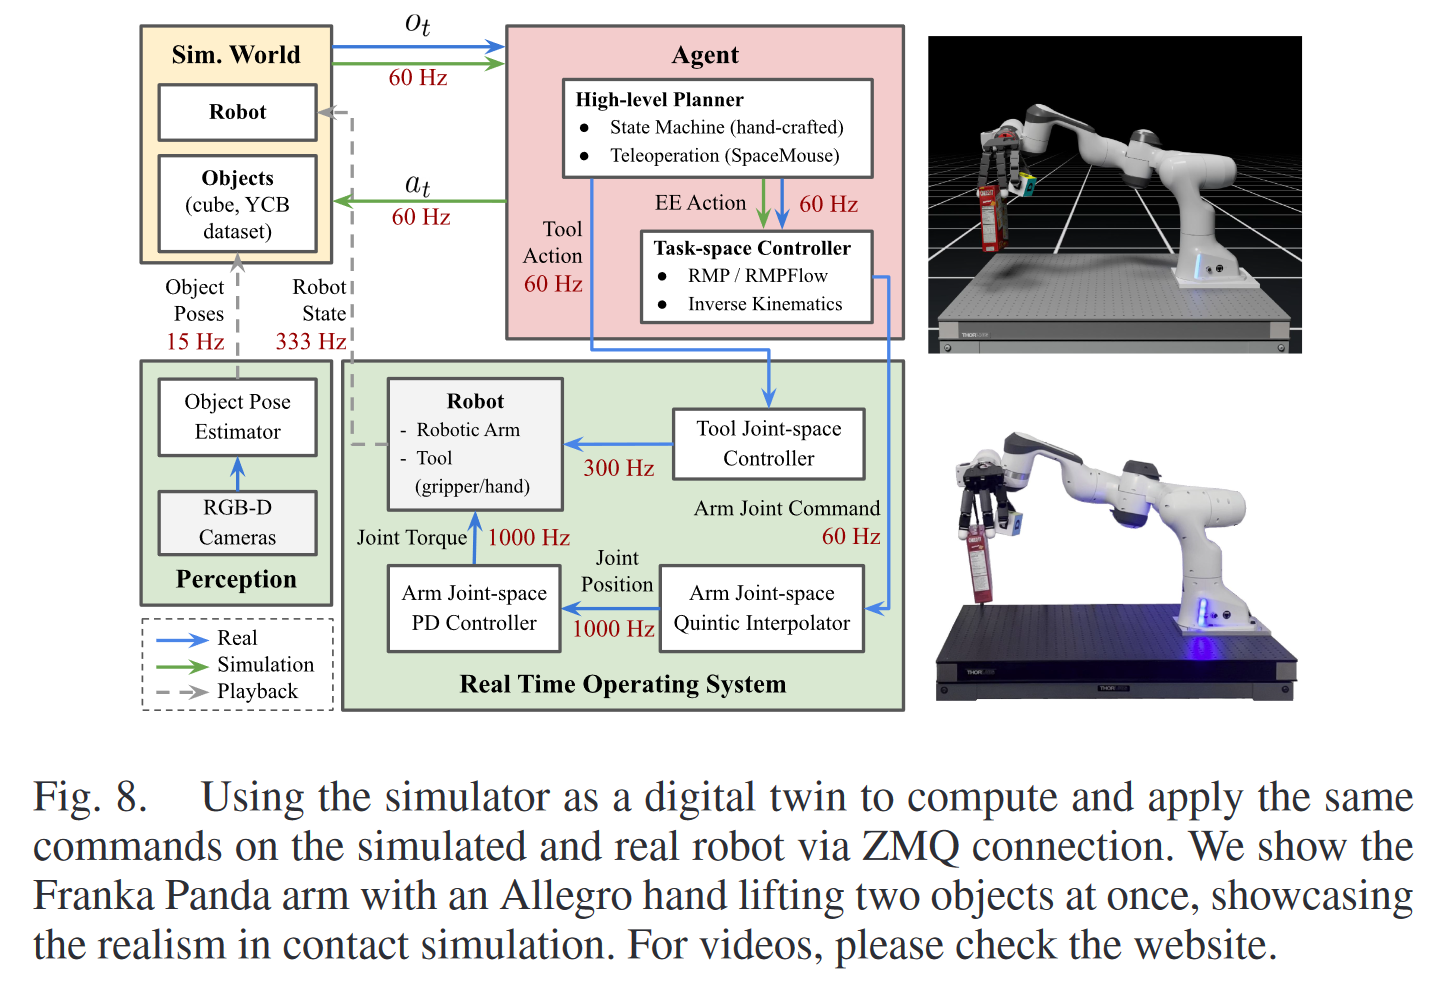 Sim. World
Robot
Objects
(cube, YCB
dataset)
o_t
60 Hz
a_t
60 Hz
Agent
High-level Planner
● State Machine (hand-crafted)
● Teleoperation (SpaceMouse)
EE Action
60 Hz
Tool
Action
60 Hz
Task-space Controller
● RMP / RMPFlow
● Inverse Kinematics
Object
Poses
15 Hz
Robot
State
333 Hz
Object Pose
Estimator
RGB-D
Cameras
Perception
Robot
- Robotic Arm
- Tool
(gripper/hand)
300 Hz
Tool Joint-space
Controller
Arm Joint Command
60 Hz
Joint Torque
1000 Hz
Joint
Position
1000 Hz
Arm Joint-space
PD Controller
Arm Joint-space
Quintic Interpolator
Real Time Operating System
Real
Simulation
Playback
Fig. 8. Using the simulator as a digital twin to compute and apply the same
commands on the simulated and real robot via ZMQ connection. We show the
Franka Panda arm with an Allegro hand lifting two objects at once, showcasing
the realism in contact simulation. For videos, please check the website.